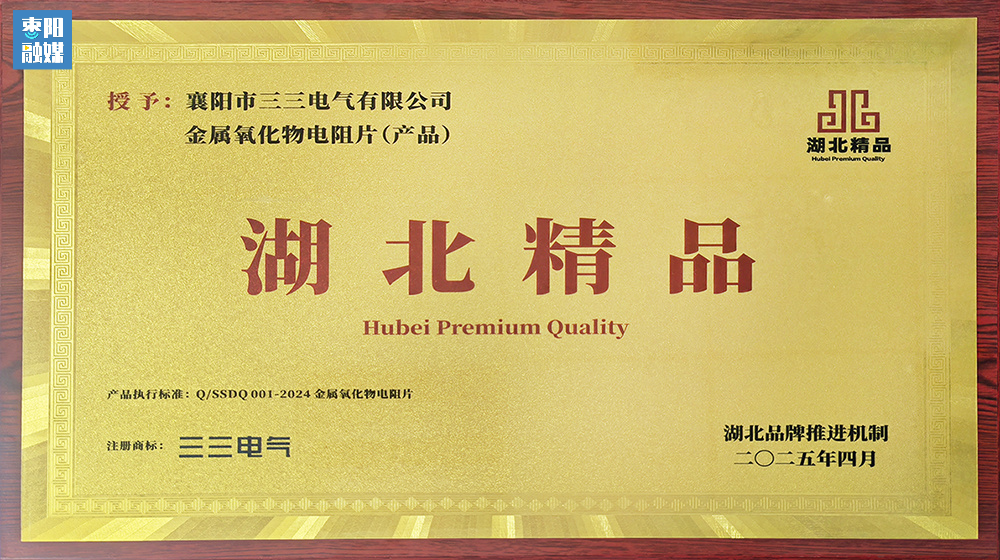 枣阳
融媒
授予：襄阳市三三电气有限公司
金属氧化物电阻片（产品）
湖北精品
Hubei Premium Quality
湖北精品
Hubei Premium Quality
产品执行标准：Q/SSDQ 001-2024 金属氧化物电阻片
注册商标：三三电气
湖北品牌推进机制
二〇二五年四月